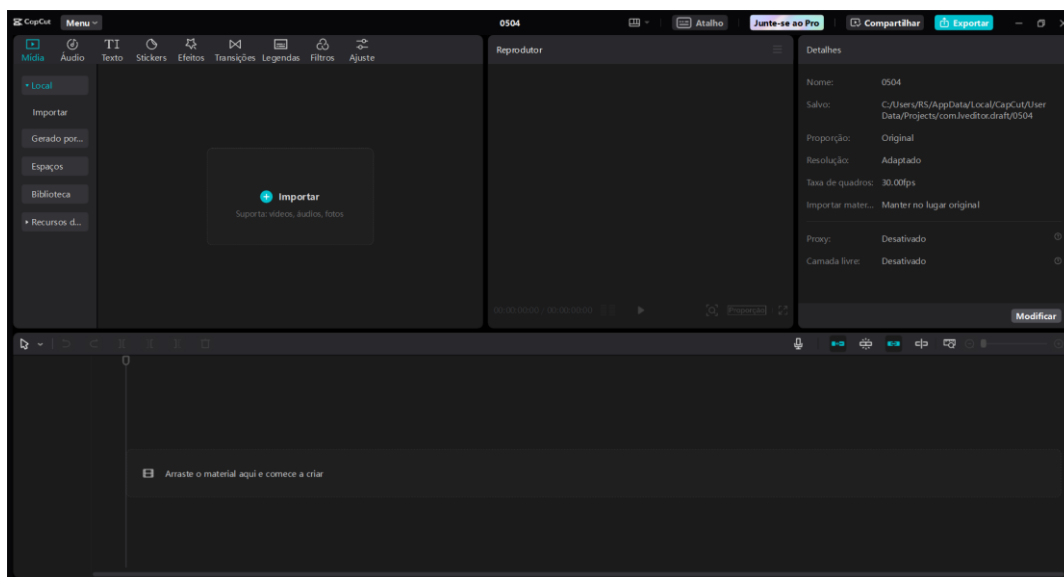 CapCut Menu 0504 Atalho Junte-se ao Pro Compartilhar Exportar
Mídia Áudio Texto Stickers Efeitos Transições Legendas Filtros Ajuste
• Local
Importar
Gerado por...
Espaços
Biblioteca
Recursos d...
Importar
Suporta: vídeos, áudios, fotos
Reprodutor
00:00:00:00 / 00:00:00:00
Proporção
Detalhes
Nome: 0504
Salvo: C:/Users/RS/AppData/Local/CapCut/User
Data/Projects/com.lveditor.draft/0504
Proporção: Original
Resolução: Adaptado
Taxa de quadros: 30.00fps
Importar mater... Manter no lugar original
Proxy: Desativado
Camada livre: Desativado
Modificar
Arraste o material aqui e comece a criar